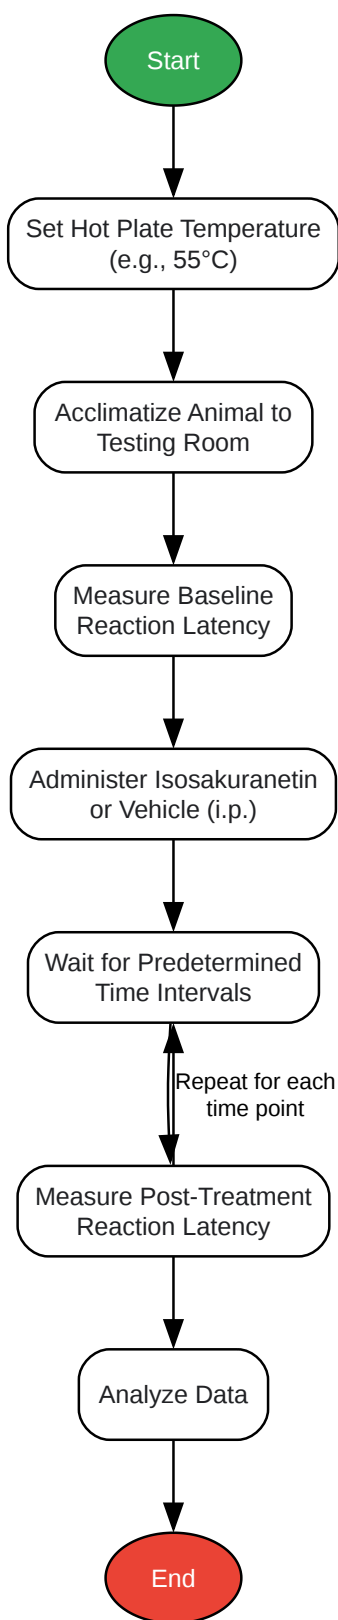 Start
Set Hot Plate Temperature
(e.g., 55°C)
Acclimatize Animal to
Testing Room
Measure Baseline
Reaction Latency
Administer Isosakuranetin
or Vehicle (i.p.)
Wait for Predetermined
Time Intervals
Repeat for each
time point
Measure Post-Treatment
Reaction Latency
Analyze Data
End